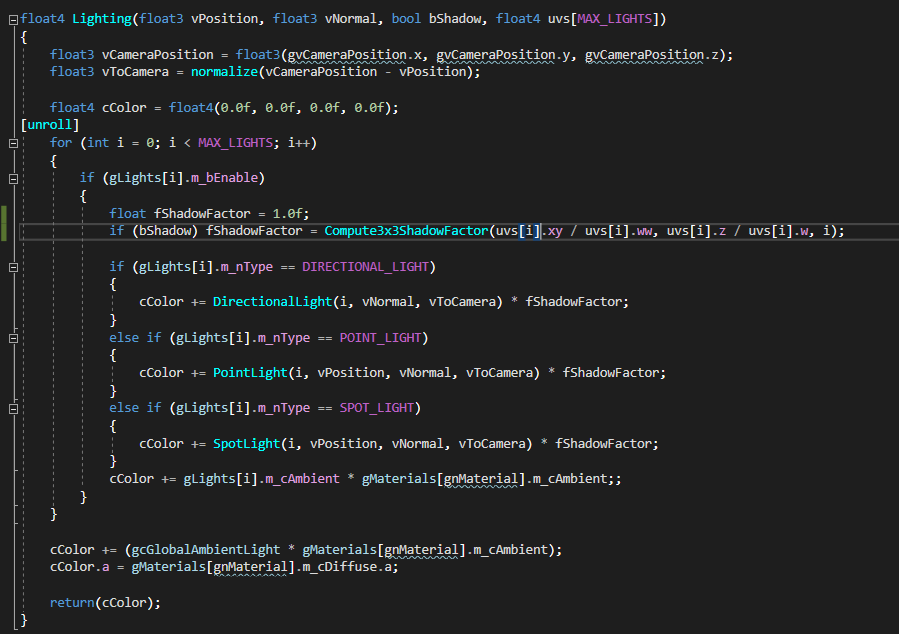 float4 Lighting(float3 vPosition, float3 vNormal, bool bShadow, float4 uvs[MAX_LIGHTS])
{
    float3 vCameraPosition = float3(gvCameraPosition.x, gvCameraPosition.y, gvCameraPosition.z);
    float3 vToCamera = normalize(vCameraPosition - vPosition);

    float4 cColor = float4(0.0f, 0.0f, 0.0f, 0.0f);
[unroll]
    for (int i = 0; i < MAX_LIGHTS; i++)
    {
        if (gLights[i].m_bEnable)
        {
            float fShadowFactor = 1.0f;
            if (bShadow) fShadowFactor = Compute3x3ShadowFactor(uvs[i].xy / uvs[i].ww, uvs[i].z / uvs[i].w, i);

            if (gLights[i].m_nType == DIRECTIONAL_LIGHT)
            {
                cColor += DirectionalLight(i, vNormal, vToCamera) * fShadowFactor;
            }
            else if (gLights[i].m_nType == POINT_LIGHT)
            {
                cColor += PointLight(i, vPosition, vNormal, vToCamera) * fShadowFactor;
            }
            else if (gLights[i].m_nType == SPOT_LIGHT)
            {
                cColor += SpotLight(i, vPosition, vNormal, vToCamera) * fShadowFactor;
            }
            cColor += gLights[i].m_cAmbient * gMaterials[gnMaterial].m_cAmbient;;
        }
    }

    cColor += (gcGlobalAmbientLight * gMaterials[gnMaterial].m_cAmbient);
    cColor.a = gMaterials[gnMaterial].m_cDiffuse.a;

    return(cColor);
}